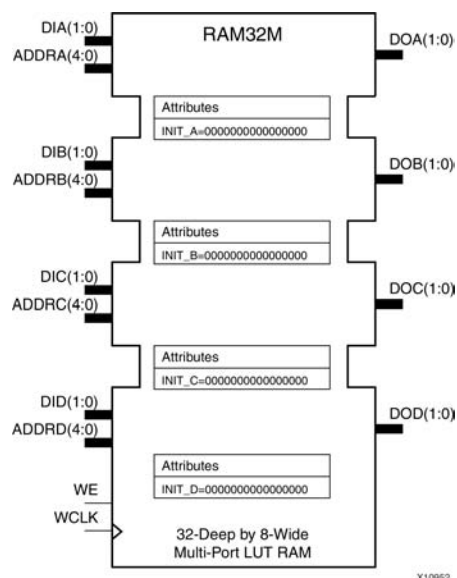 RAM32M
DIA(1:0)
ADDRA(4:0)
DOA(1:0)
Attributes
INIT_A=0000000000000000
DIB(1:0)
ADDRB(4:0)
DOB(1:0)
Attributes
INIT_B=0000000000000000
DIC(1:0)
ADDRC(4:0)
DOC(1:0)
Attributes
INIT_C=0000000000000000
DID(1:0)
ADDRD(4:0)
DOD(1:0)
Attributes
INIT_D=0000000000000000
WE
WCLK
32-Deep by 8-Wide
Multi-Port LUT RAM
X10953